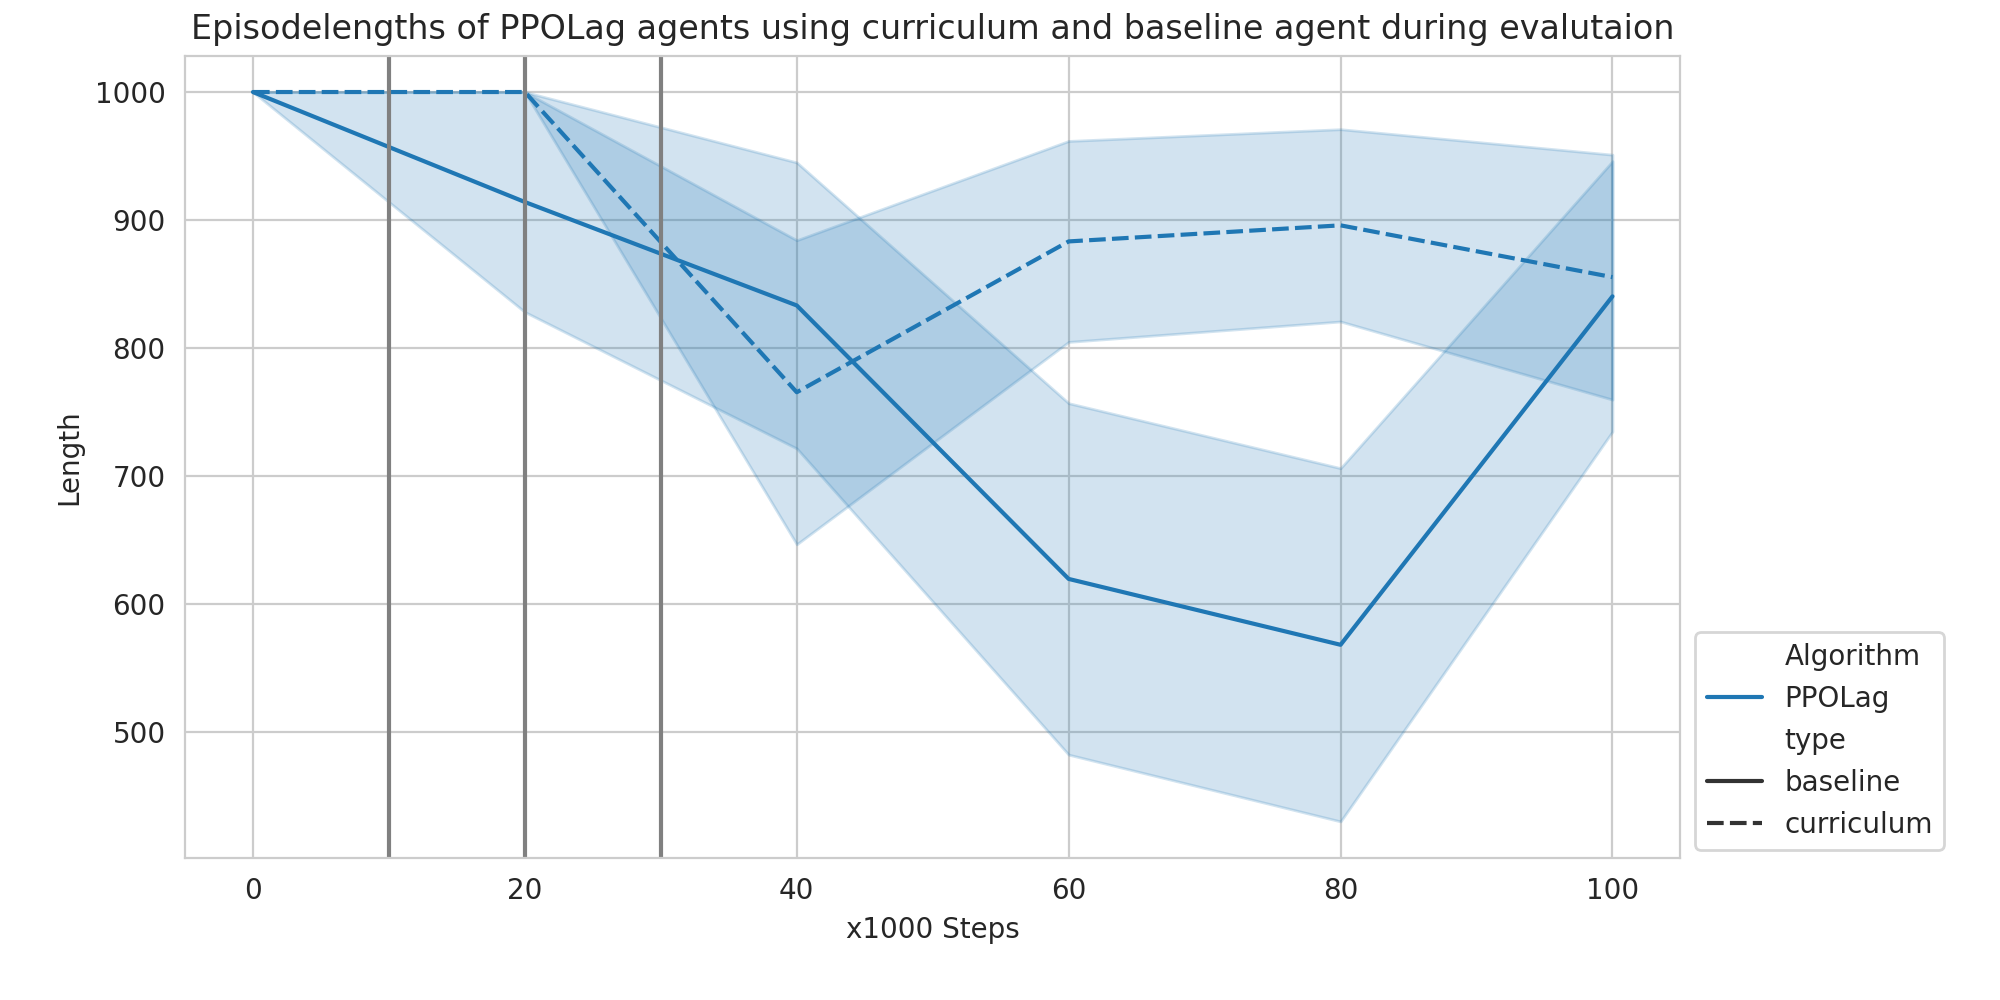 Episodelengths of PPOLag agents using curriculum and baseline agent during evalutaion
1000
900
800
700
600
500
Length
0 20 40 60 80 100
x1000 Steps
Algorithm
PPOLag
type
baseline
curriculum